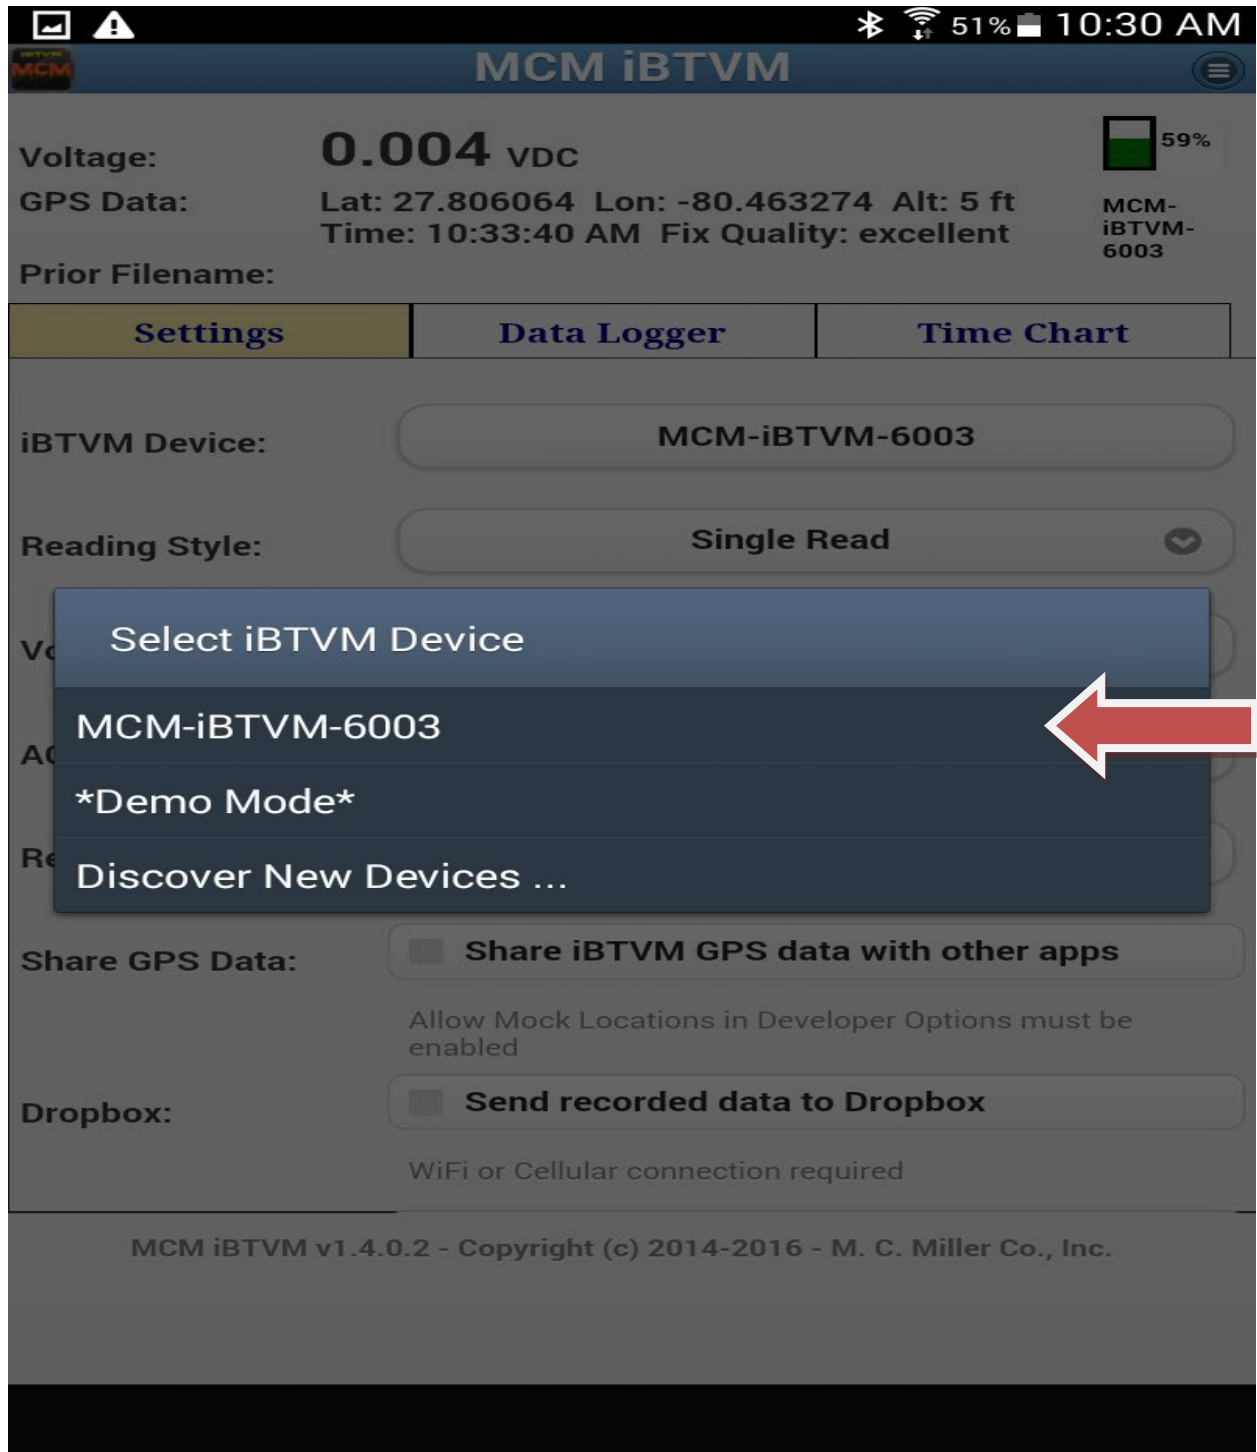 51% 10:30 AM
iBTVM
MCM
MCM iBTVM
Voltage: 0.004 VDC
59%
GPS Data: Lat: 27.806064 Lon: -80.463274 Alt: 5 ft
Time: 10:33:40 AM Fix Quality: excellent
MCM-
iBTVM-
6003
Prior Filename:
Settings Data Logger Time Chart
iBTVM Device: MCM-iBTVM-6003
Reading Style: Single Read
Select iBTVM Device
Vo
MCM-iBTVM-6003
AC
*Demo Mode*
Re
Discover New Devices ...
Share GPS Data: Share iBTVM GPS data with other apps
Allow Mock Locations in Developer Options must be
enabled
Dropbox: Send recorded data to Dropbox
WiFi or Cellular connection required
MCM iBTVM v1.4.0.2 - Copyright (c) 2014-2016 - M. C. Miller Co., Inc.